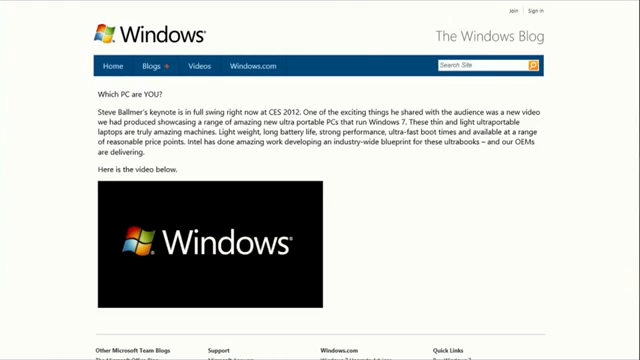 Join Sign in
Windows
The Windows Blog
Home Blogs Videos Windows.com Search Site
Which PC are YOU?
Steve Ballmer's keynote is in full swing right now at CES 2012. One of the exciting things he shared with the audience was a new video
we had produced showcasing a range of amazing new ultra portable PCs that run Windows 7. These thin and light ultraportable
laptops are truly amazing machines. Light weight, long battery life, strong performance, ultra-fast boot times and available at a range
of reasonable price points. Intel has done amazing work developing an industry-wide blueprint for these ultrabooks – and our OEMs
are delivering.
Here is the video below.
Windows
Other Microsoft Team Blogs Support Windows.com Quick Links